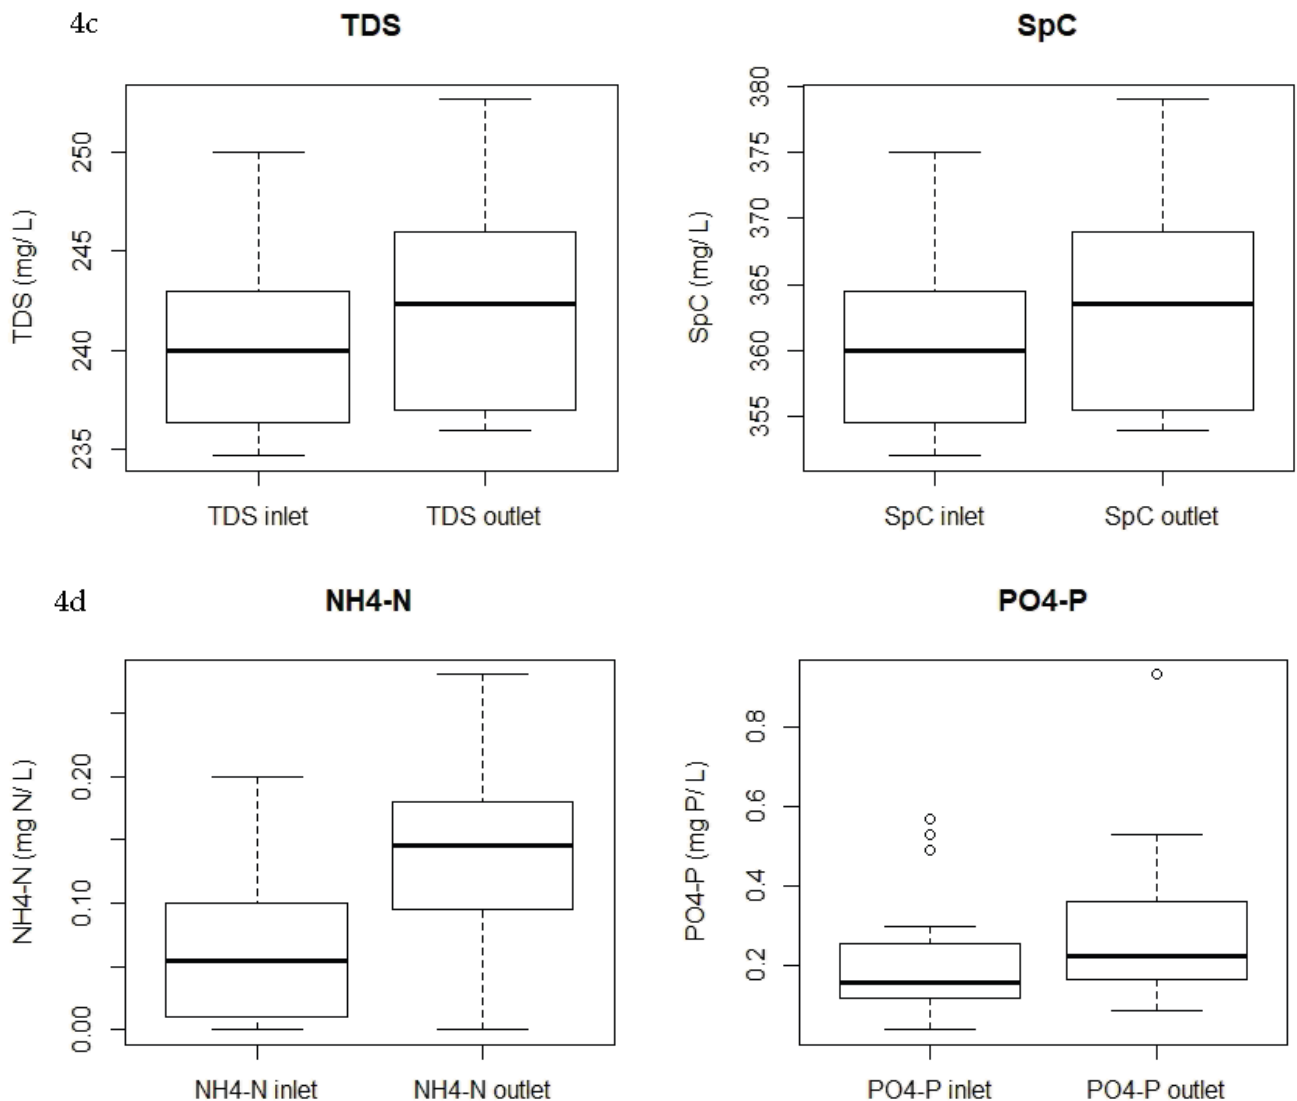 4c
TDS
SpC
TDS (mg/ L)
250
245
240
235
TDS inlet
TDS outlet
SpC (mg/ L)
380
375
370
365
360
355
SpC inlet
SpC outlet
4d
NH4-N
PO4-P
NH4-N (mg N/ L)
0.20
0.10
0.00
NH4-N inlet
NH4-N outlet
PO4-P (mg P/ L)
0.8
0.6
0.4
0.2
PO4-P inlet
PO4-P outlet